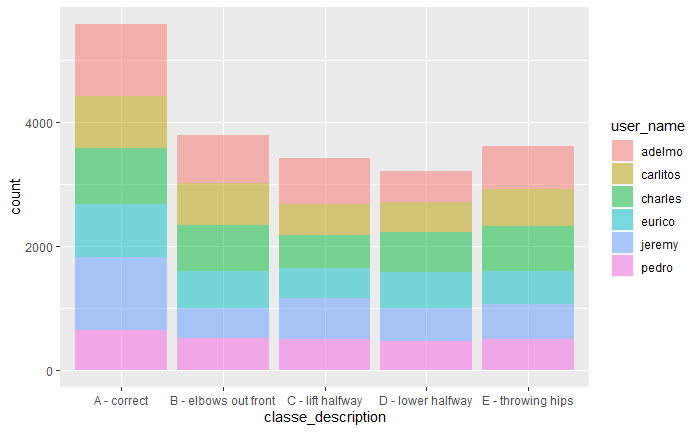 count
4000
2000
0
A - correct
B - elbows out front
C - lift halfway
D - lower halfway
E - throwing hips
classe_description
user_name
adelmo
carlitos
charles
eurico
jeremy
pedro